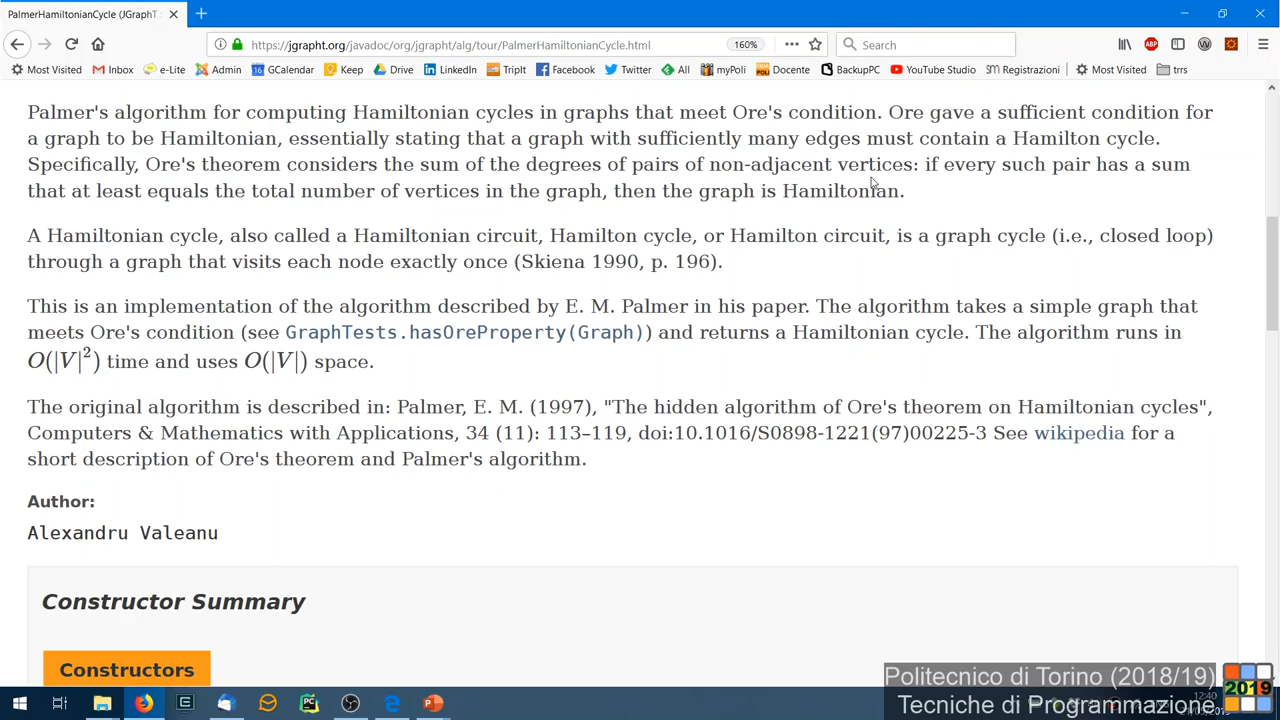 PalmerHamiltonianCycle (JGraphT
https://jgrapht.org/javadoc/org/jgrapht/alg/tour/PalmerHamiltonianCycle.html
160%
Search
Most Visited Inbox e-Lite Admin GCalendar Keep Drive LinkedIn TripIt Facebook Twitter All myPoli Docente BackupPC YouTube Studio Registrazioni Most Visited trrs
Palmer's algorithm for computing Hamiltonian cycles in graphs that meet Ore's condition. Ore gave a sufficient condition for
a graph to be Hamiltonian, essentially stating that a graph with sufficiently many edges must contain a Hamilton cycle.
Specifically, Ore's theorem considers the sum of the degrees of pairs of non-adjacent vertices: if every such pair has a sum
that at least equals the total number of vertices in the graph, then the graph is Hamiltonian.
A Hamiltonian cycle, also called a Hamiltonian circuit, Hamilton cycle, or Hamilton circuit, is a graph cycle (i.e., closed loop)
through a graph that visits each node exactly once (Skiena 1990, p. 196).
This is an implementation of the algorithm described by E. M. Palmer in his paper. The algorithm takes a simple graph that
meets Ore's condition (see GraphTests.hasOreProperty(Graph)) and returns a Hamiltonian cycle. The algorithm runs in
O(|V|²) time and uses O(|V|) space.
The original algorithm is described in: Palmer, E. M. (1997), "The hidden algorithm of Ore's theorem on Hamiltonian cycles",
Computers & Mathematics with Applications, 34 (11): 113–119, doi:10.1016/S0898-1221(97)00225-3 See wikipedia for a
short description of Ore's theorem and Palmer's algorithm.
Author:
Alexandru Valeanu
Constructor Summary
Constructors
Politecnico di Torino (2018/19)
Tecniche di Programmazione
2019
12:40